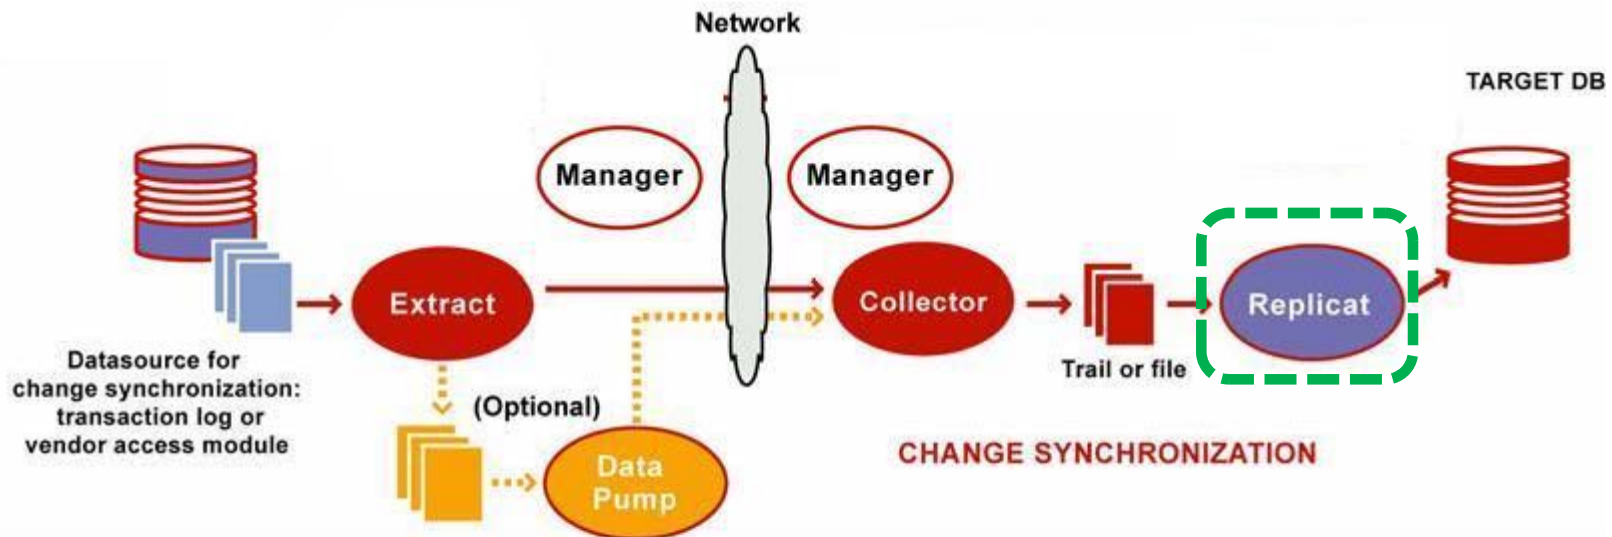 Network
TARGET DB
Manager
Manager
Extract
Collector
Replicat
Trail or file
Datasource for
change synchronization:
transaction log or
vendor access module
(Optional)
Data
Pump
CHANGE SYNCHRONIZATION